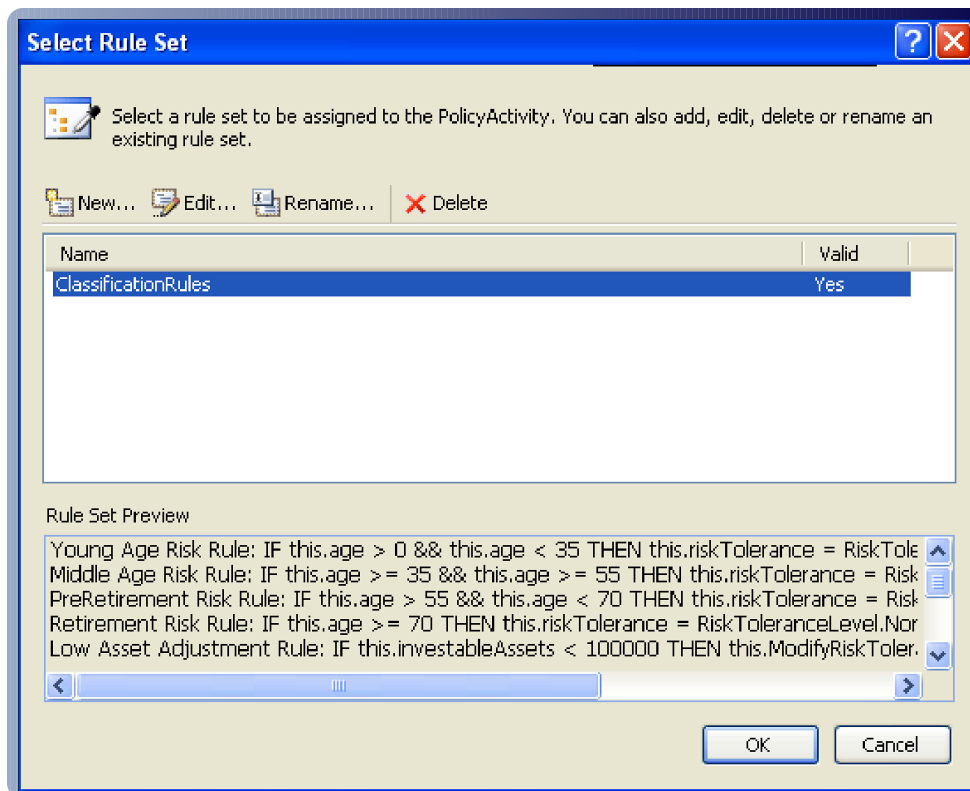 Select Rule Set
Select a rule set to be assigned to the PolicyActivity. You can also add, edit, delete or rename an
existing rule set.
New... Edit... Rename... Delete
Name Valid
ClassificationRules Yes
Rule Set Preview
Young Age Risk Rule: IF this.age > 0 && this.age < 35 THEN this.riskTolerance = RiskTole
Middle Age Risk Rule: IF this.age >= 35 && this.age >= 55 THEN this.riskTolerance = Risk
PreRetirement Risk Rule: IF this.age > 55 && this.age < 70 THEN this.riskTolerance = Risk
Retirement Risk Rule: IF this.age >= 70 THEN this.riskTolerance = RiskToleranceLevel.Nor
Low Asset Adjustment Rule: IF this.investableAssets < 100000 THEN this.ModifyRiskToler
OK Cancel